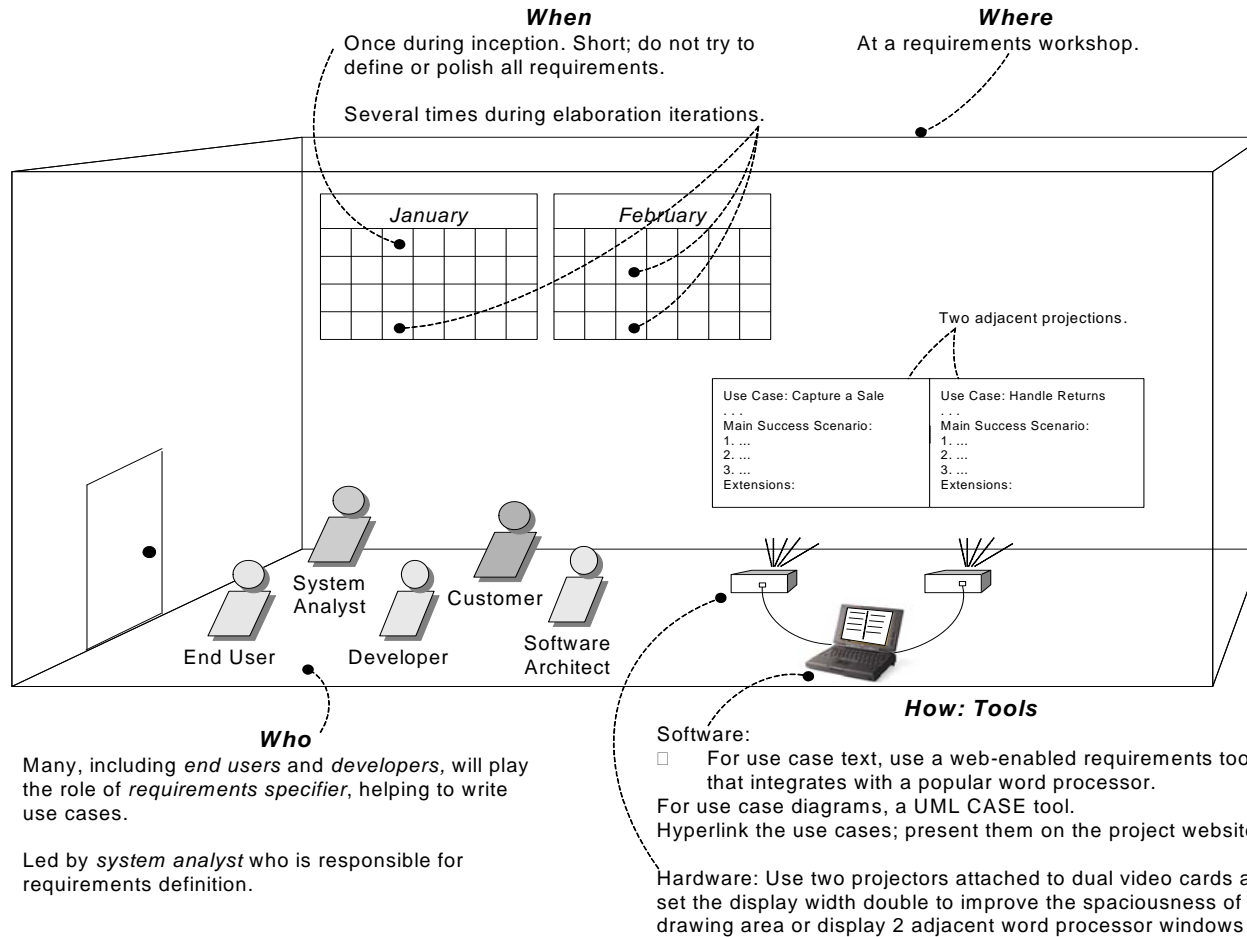 When
Once during inception. Short; do not try to
define or polish all requirements.
Several times during elaboration iterations.
Where
At a requirements workshop.
January
February
Two adjacent projections.
Use Case: Capture a Sale
. . .
Main Success Scenario:
1. ...
2. ...
3. ...
Extensions:
Use Case: Handle Returns
. . .
Main Success Scenario:
1. ...
2. ...
3. ...
Extensions:
System
Analyst
Customer
End User
Developer
Software
Architect
Who
Many, including end users and developers, will play
the role of requirements specifier, helping to write
use cases.
Led by system analyst who is responsible for
requirements definition.
How: Tools
Software:
For use case text, use a web-enabled requirements too
that integrates with a popular word processor.
For use case diagrams, a UML CASE tool.
Hyperlink the use cases; present them on the project website
Hardware: Use two projectors attached to dual video cards a
set the display width double to improve the spaciousness of
drawing area or display 2 adjacent word processor windows